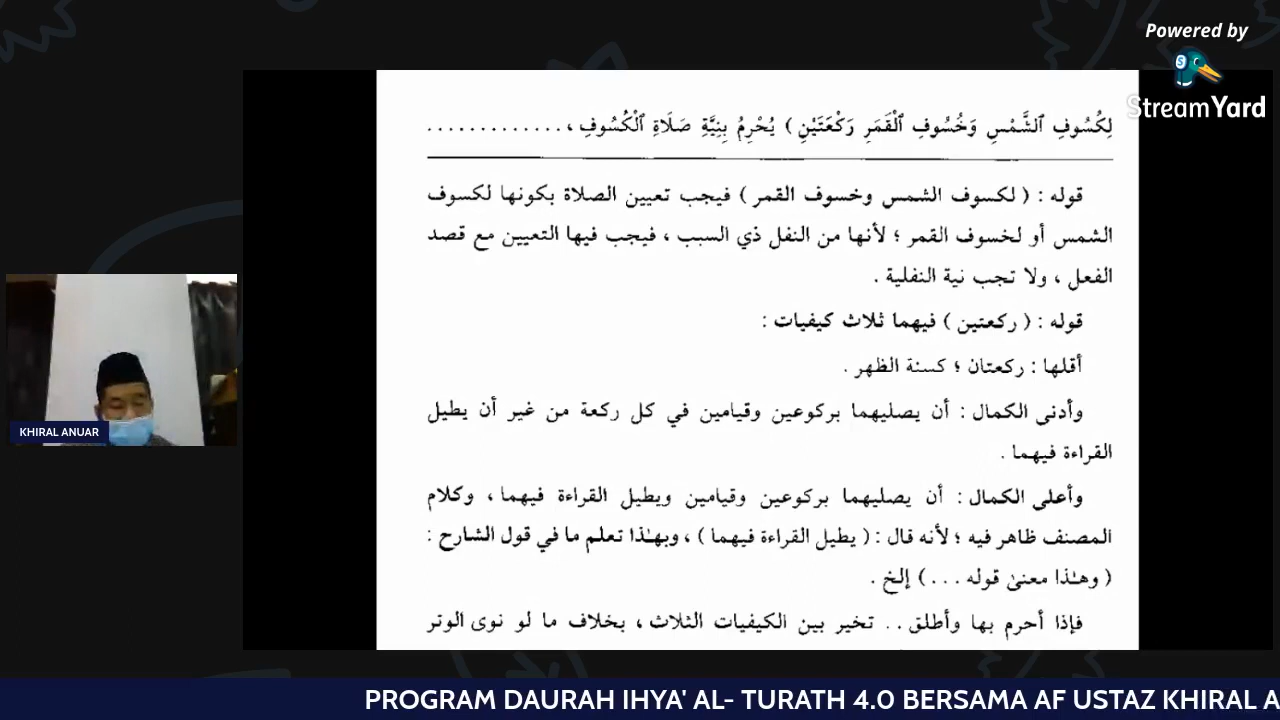 Powered by
StreamYard
لِكُسُوفِ ٱلشَّمْسِ وَخُسُوفِ ٱلْقَمَرِ رَكْعَتَيْنِ ) يُحْرِمُ بِنِيَّةِ صَلَاةِ ٱلْكُسُوفِ ، . . . . . . . . . . . . .
قوله : ( لكسوف الشمس وخسوف القمر ) فيجب تعيين الصلاة بكونها لكسوف
الشمس أو لخسوف القمر ؛ لأنها من النفل ذي السبب ، فيجب فيها التعيين مع قصد
الفعل ، ولا تجب نية النفلية .
قوله : ( ركعتين ) فيهما ثلاث كيفيات :
أقلها : ركعتان ؛ كسنة الظهر .
وأدنى الكمال : أن يصليهما بركوعين وقيامين في كل ركعة من غير أن يطيل
القراءة فيهما .
وأعلى الكمال : أن يصليهما بركوعين وقيامين ويطيل القراءة فيهما ، وكلام
المصنف ظاهر فيه ؛ لأنه قال : ( يطيل القراءة فيهما ) ، وبهـٰذا تعلم ما في قول الشارح :
( وهـٰذا معنىٰ قوله . . . ) إلخ .
فإذا أحرم بها وأطلق . . تخير بين الكيفيات الثلاث ، بخلاف ما لو نوى الوتر
KHIRAL ANUAR
PROGRAM DAURAH IHYA' AL- TURATH 4.0 BERSAMA AF USTAZ KHIRAL A